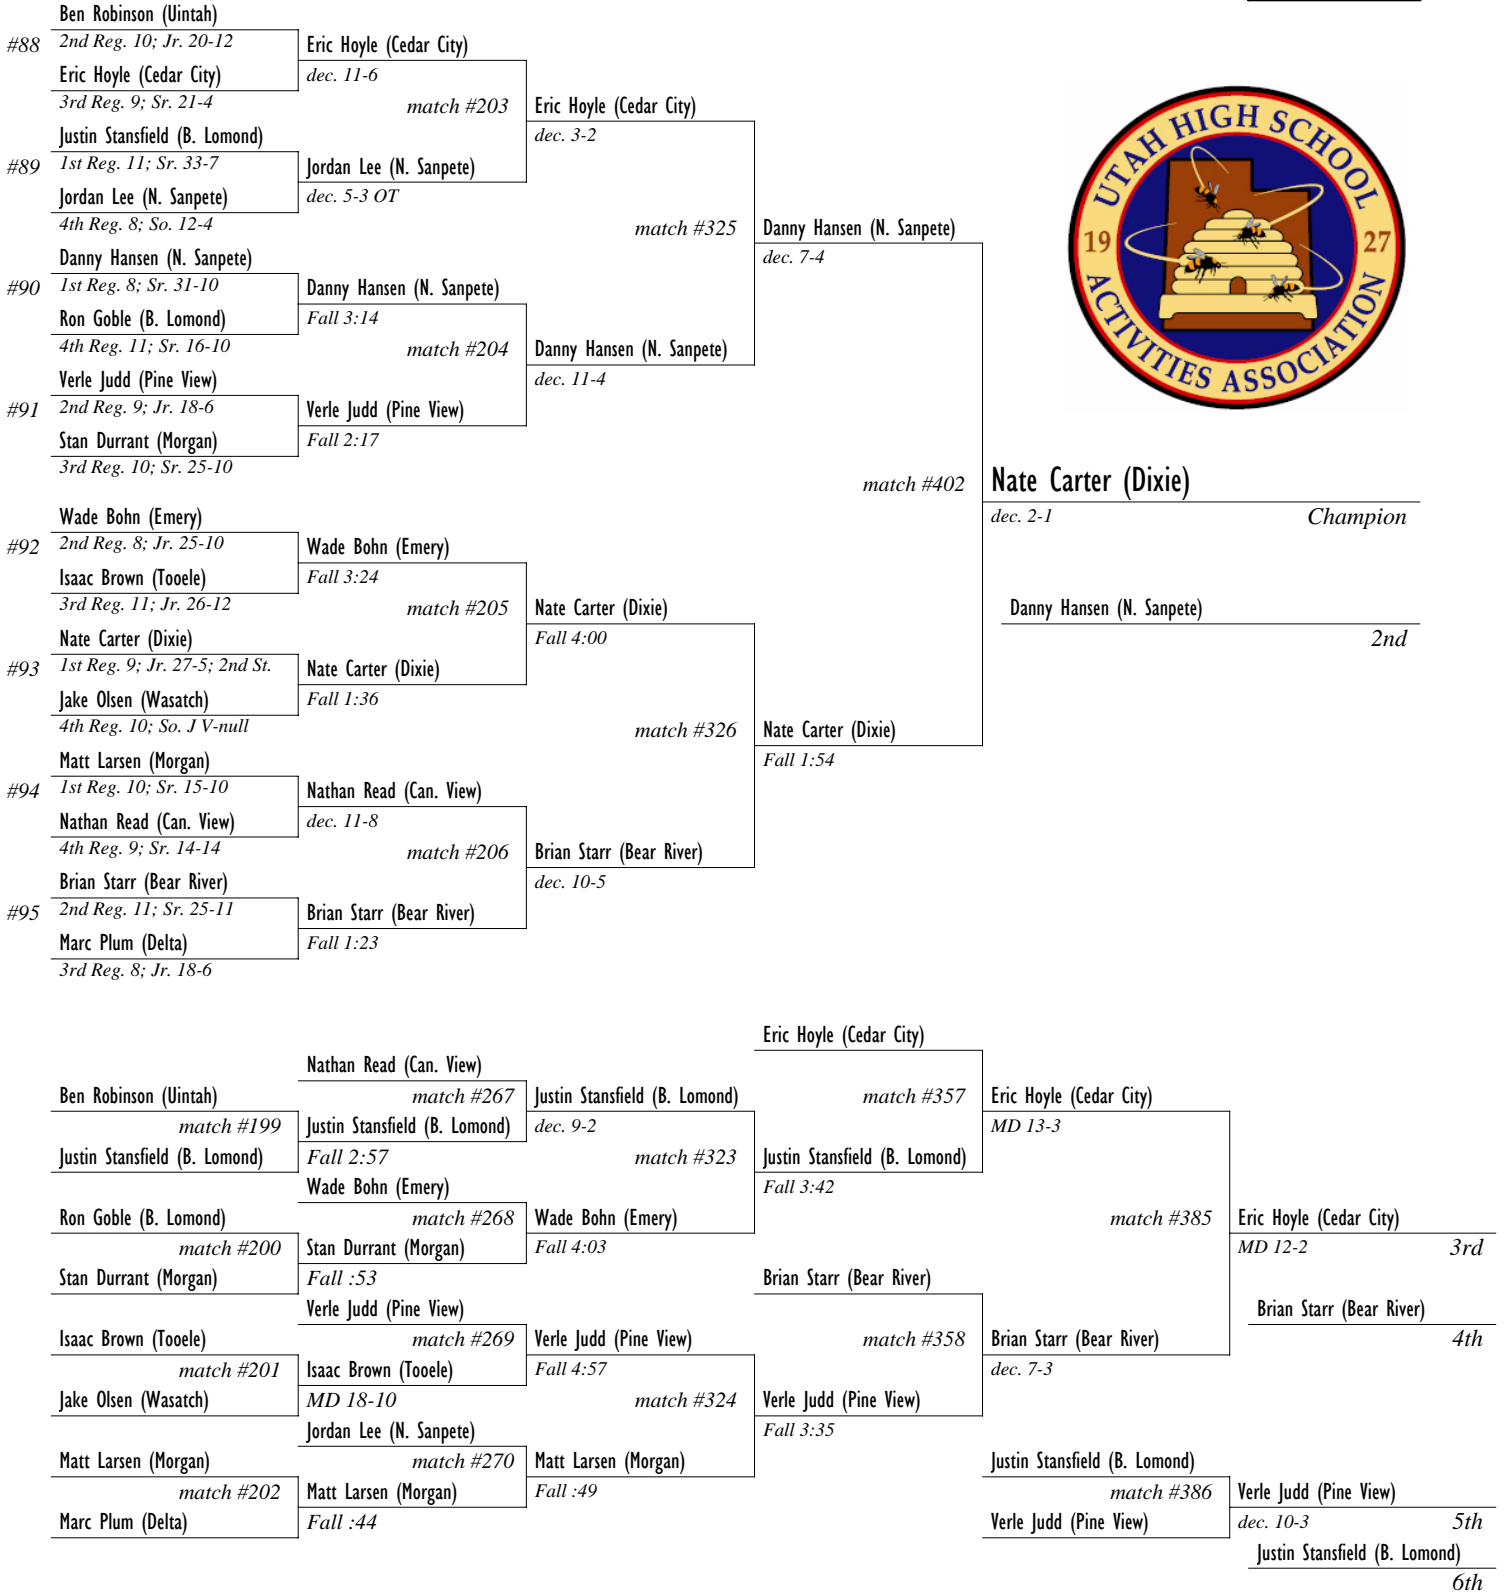 Ben Robinson (Uintah)
#88
2nd Reg. 10; Jr. 20-12
Eric Hoyle (Cedar City)
Eric Hoyle (Cedar City)
dec. 11-6
3rd Reg. 9; Sr. 21-4
match #203
Eric Hoyle (Cedar City)
dec. 3-2
Justin Stansfield (B. Lomond)
#89
1st Reg. 11; Sr. 33-7
Jordan Lee (N. Sanpete)
Jordan Lee (N. Sanpete)
dec. 5-3 OT
4th Reg. 8; So. 12-4
match #325
Danny Hansen (N. Sanpete)
dec. 7-4
Danny Hansen (N. Sanpete)
#90
1st Reg. 8; Sr. 31-10
Danny Hansen (N. Sanpete)
Ron Goble (B. Lomond)
Fall 3:14
4th Reg. 11; Sr. 16-10
match #204
Danny Hansen (N. Sanpete)
dec. 11-4
Verle Judd (Pine View)
#91
2nd Reg. 9; Jr. 18-6
Verle Judd (Pine View)
Stan Durrant (Morgan)
Fall 2:17
3rd Reg. 10; Sr. 25-10
UTAH HIGH SCHOOL
19 27
ACTIVITIES ASSOCIATION
match #402
Nate Carter (Dixie)
dec. 2-1
Champion
Wade Bohn (Emery)
#92
2nd Reg. 8; Jr. 25-10
Wade Bohn (Emery)
Isaac Brown (Tooele)
Fall 3:24
3rd Reg. 11; Jr. 26-12
match #205
Nate Carter (Dixie)
Fall 4:00
Danny Hansen (N. Sanpete)
2nd
Nate Carter (Dixie)
#93
1st Reg. 9; Jr. 27-5; 2nd St.
Nate Carter (Dixie)
Jake Olsen (Wasatch)
Fall 1:36
4th Reg. 10; So. J V-null
match #326
Nate Carter (Dixie)
Fall 1:54
Matt Larsen (Morgan)
#94
1st Reg. 10; Sr. 15-10
Nathan Read (Can. View)
Nathan Read (Can. View)
dec. 11-8
4th Reg. 9; Sr. 14-14
match #206
Brian Starr (Bear River)
dec. 10-5
Brian Starr (Bear River)
#95
2nd Reg. 11; Sr. 25-11
Brian Starr (Bear River)
Marc Plum (Delta)
Fall 1:23
3rd Reg. 8; Jr. 18-6
Eric Hoyle (Cedar City)
Nathan Read (Can. View)
Ben Robinson (Uintah)
match #267
Justin Stansfield (B. Lomond)
match #357
Eric Hoyle (Cedar City)
match #199
Justin Stansfield (B. Lomond)
dec. 9-2
MD 13-3
Justin Stansfield (B. Lomond)
Fall 2:57
match #323
Justin Stansfield (B. Lomond)
Wade Bohn (Emery)
Fall 3:42
Ron Goble (B. Lomond)
match #268
Wade Bohn (Emery)
match #385
Eric Hoyle (Cedar City)
match #200
Stan Durrant (Morgan)
Fall 4:03
MD 12-2
3rd
Stan Durrant (Morgan)
Fall :53
Brian Starr (Bear River)
Verle Judd (Pine View)
Brian Starr (Bear River)
Isaac Brown (Tooele)
match #269
Verle Judd (Pine View)
match #358
Brian Starr (Bear River)
4th
match #201
Isaac Brown (Tooele)
Fall 4:57
dec. 7-3
Jake Olsen (Wasatch)
MD 18-10
match #324
Verle Judd (Pine View)
Jordan Lee (N. Sanpete)
Fall 3:35
Matt Larsen (Morgan)
match #270
Matt Larsen (Morgan)
Justin Stansfield (B. Lomond)
match #202
Matt Larsen (Morgan)
Fall :49
match #386
Verle Judd (Pine View)
Marc Plum (Delta)
Fall :44
Verle Judd (Pine View)
dec. 10-3
5th
Justin Stansfield (B. Lomond)
6th